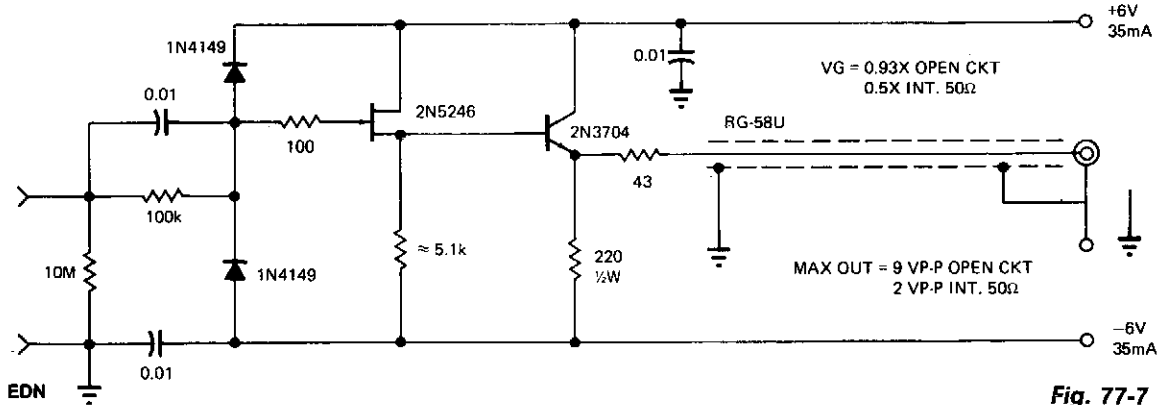 +6V
35mA
1N4149
0.01
VG = 0.93X OPEN CKT
0.5X INT. 50Ω
0.01
2N5246
2N3704
RG-58U
100
43
100k
≈ 5.1k
10M
1N4149
220
½W
MAX OUT = 9 VP-P OPEN CKT
2 VP-P INT. 50Ω
−6V
35mA
0.01
EDN
Fig. 77-7